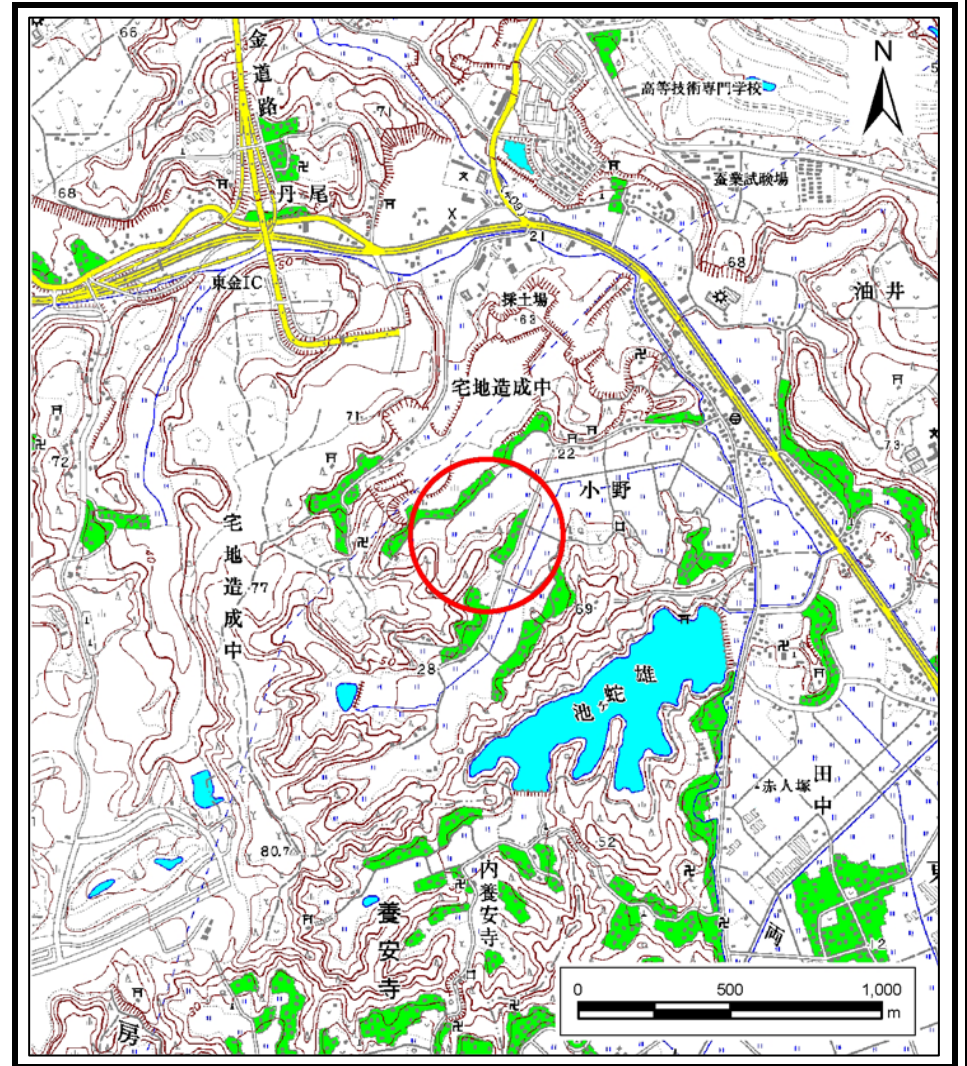 66
金道路
71
高等技術専門学校
N
蚕業試験場
68
丹尾
409
21
68
油井
東金IC
50
採土場
63
宅地造成中
71
22
73
72
小野
宅地造成中
77
69
28
雄蛇ヶ池
赤人塚
田中
80.7
52
内養安寺
養安寺
両
12
房
0
500
1,000
m